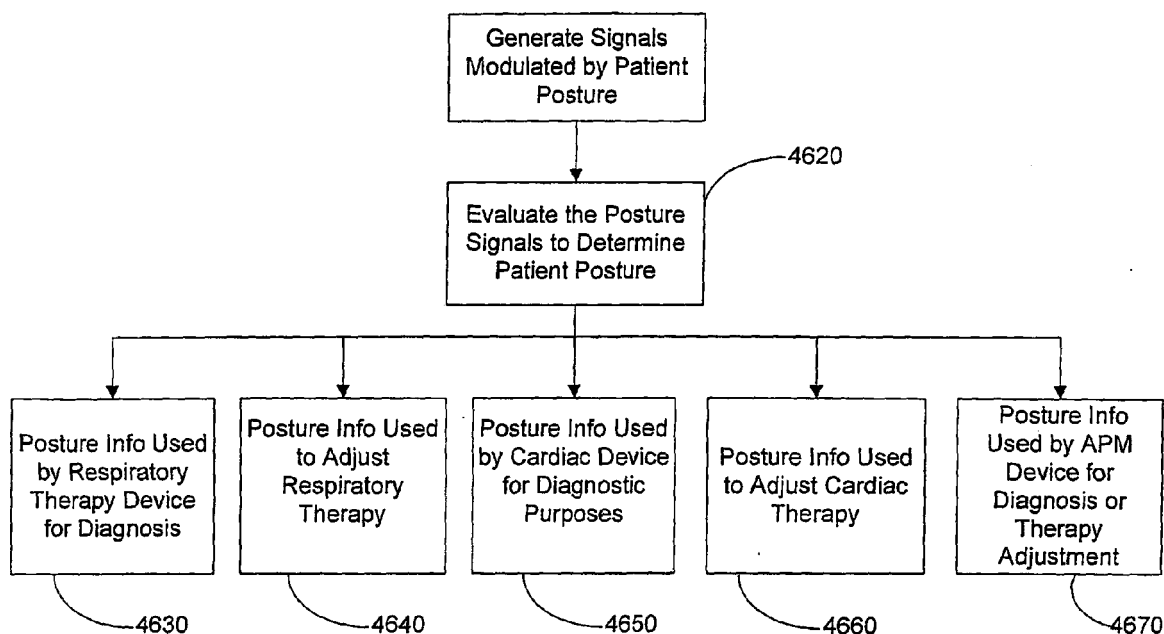 Generate Signals
Modulated by Patient
Posture
4620
Evaluate the Posture
Signals to Determine
Patient Posture
Posture Info Used
by Respiratory
Therapy Device
for Diagnosis
Posture Info Used
to Adjust
Respiratory
Therapy
Posture Info Used
by Cardiac Device
for Diagnostic
Purposes
Posture Info Used
to Adjust Cardiac
Therapy
Posture Info
Used by APM
Device for
Diagnosis or
Therapy
Adjustment
4630
4640
4650
4660
4670